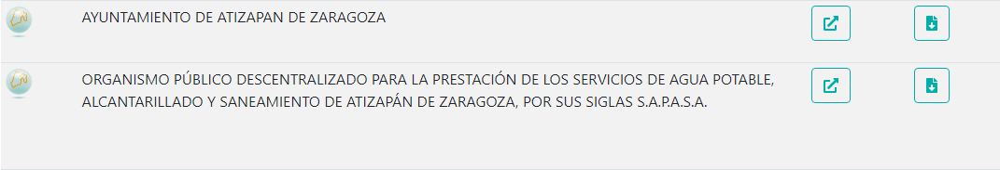 AYUNTAMIENTO DE ATIZAPAN DE ZARAGOZA
ORGANISMO PÚBLICO DESCENTRALIZADO PARA LA PRESTACIÓN DE LOS SERVICIOS DE AGUA POTABLE,
ALCANTARILLADO Y SANEAMIENTO DE ATIZAPÁN DE ZARAGOZA, POR SUS SIGLAS S.A.P.A.S.A.